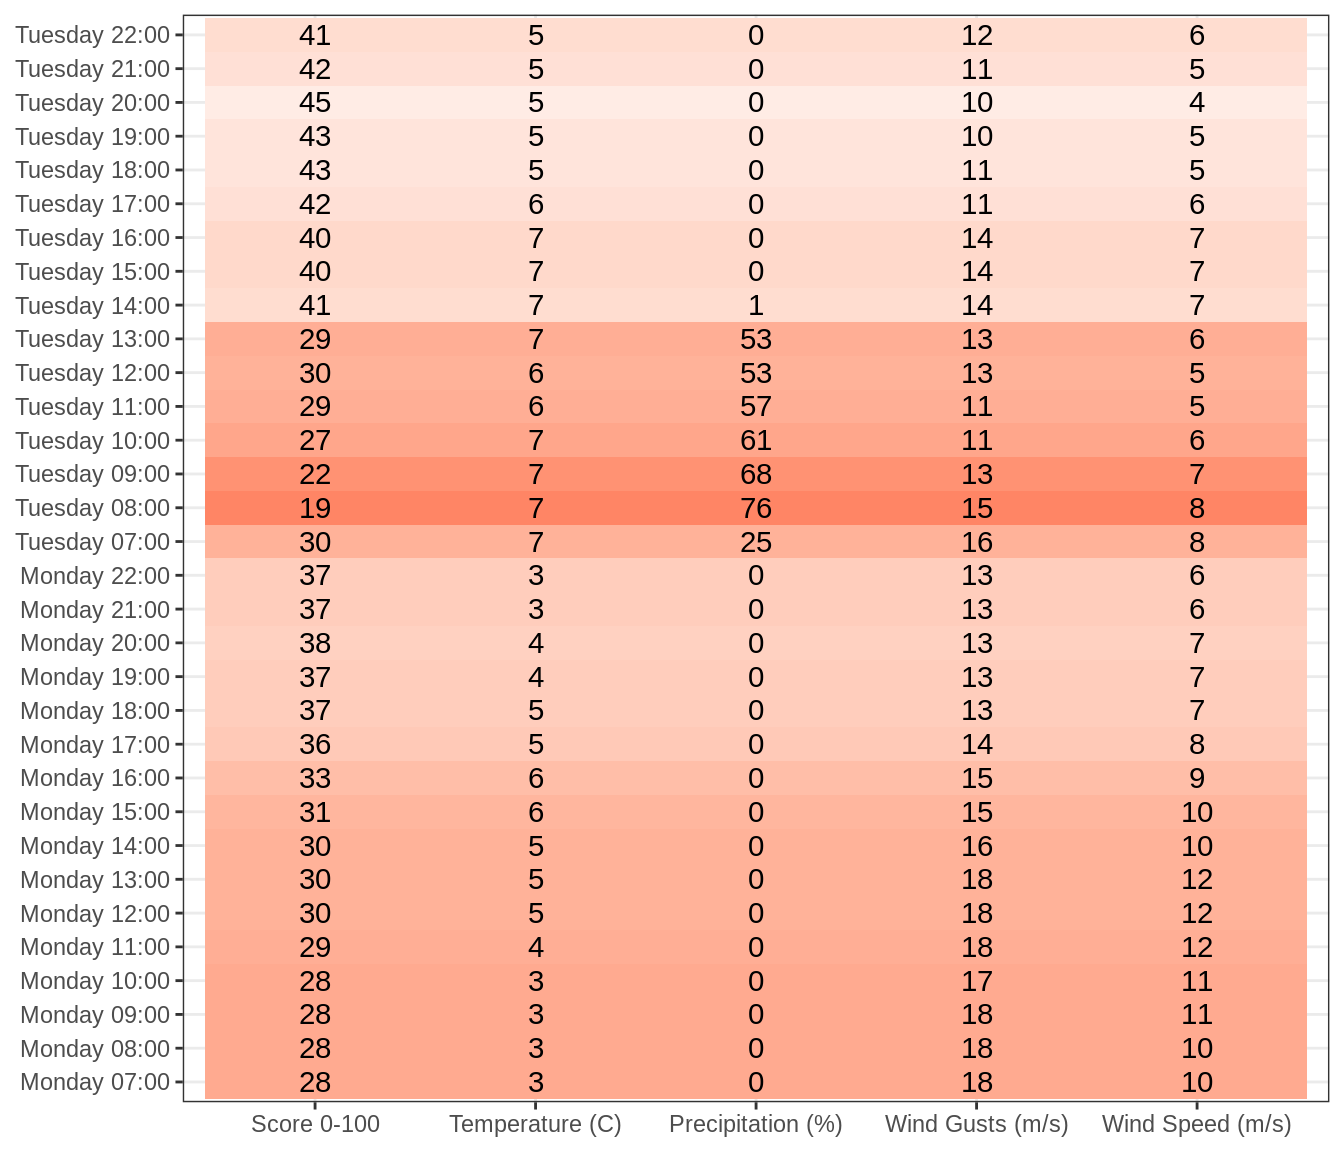 Tuesday 22:00 41 5 0 12 6
Tuesday 21:00 42 5 0 11 5
Tuesday 20:00 45 5 0 10 4
Tuesday 19:00 43 5 0 10 5
Tuesday 18:00 43 5 0 11 5
Tuesday 17:00 42 6 0 11 6
Tuesday 16:00 40 7 0 14 7
Tuesday 15:00 40 7 0 14 7
Tuesday 14:00 41 7 1 14 7
Tuesday 13:00 29 7 53 13 6
Tuesday 12:00 30 6 53 13 5
Tuesday 11:00 29 6 57 11 5
Tuesday 10:00 27 7 61 11 6
Tuesday 09:00 22 7 68 13 7
Tuesday 08:00 19 7 76 15 8
Tuesday 07:00 30 7 25 16 8
Monday 22:00 37 3 0 13 6
Monday 21:00 37 3 0 13 6
Monday 20:00 38 4 0 13 7
Monday 19:00 37 4 0 13 7
Monday 18:00 37 5 0 13 7
Monday 17:00 36 5 0 14 8
Monday 16:00 33 6 0 15 9
Monday 15:00 31 6 0 15 10
Monday 14:00 30 5 0 16 10
Monday 13:00 30 5 0 18 12
Monday 12:00 30 5 0 18 12
Monday 11:00 29 4 0 18 12
Monday 10:00 28 3 0 17 11
Monday 09:00 28 3 0 18 11
Monday 08:00 28 3 0 18 10
Monday 07:00 28 3 0 18 10
Score 0-100 Temperature (C) Precipitation (%) Wind Gusts (m/s) Wind Speed (m/s)